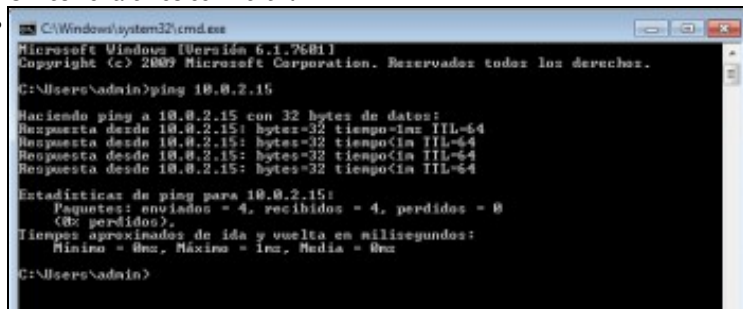 C:\Windows\system32\cmd.exe
Microsoft Windows [Versión 6.1.7601]
Copyright (c) 2009 Microsoft Corporation. Reservados todos los derechos.
C:\Users\admin>ping 10.0.2.15
Haciendo ping a 10.0.2.15 con 32 bytes de datos:
Respuesta desde 10.0.2.15: bytes=32 tiempo=1ms TTL=64
Respuesta desde 10.0.2.15: bytes=32 tiempo<1m TTL=64
Respuesta desde 10.0.2.15: bytes=32 tiempo<1m TTL=64
Respuesta desde 10.0.2.15: bytes=32 tiempo<1m TTL=64
Estadísticas de ping para 10.0.2.15:
Paquetes: enviados = 4, recibidos = 4, perdidos = 0
(0% perdidos),
Tiempos aproximados de ida y vuelta en milisegundos:
Mínimo = 0ms, Máximo = 1ms, Media = 0ms
C:\Users\admin>